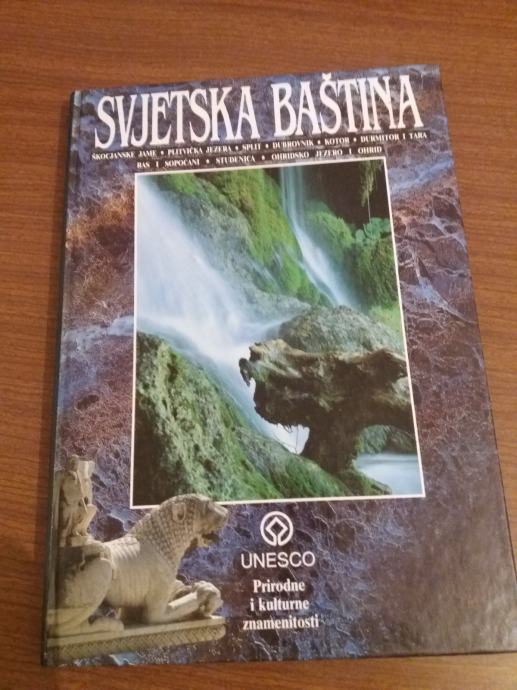 SVJETSKA BAŠTINA
ŠKOCJANSKE JAME • PLITVIČKA JEZERA • SPLIT • DUBROVNIK • KOTOR • DURMITOR I TARA
RAS I SOPOĆANI • STUDENICA • OHRIDSKO JEZERO I OHRID
UNESCO
Prirodne
i kulturne
znamenitosti